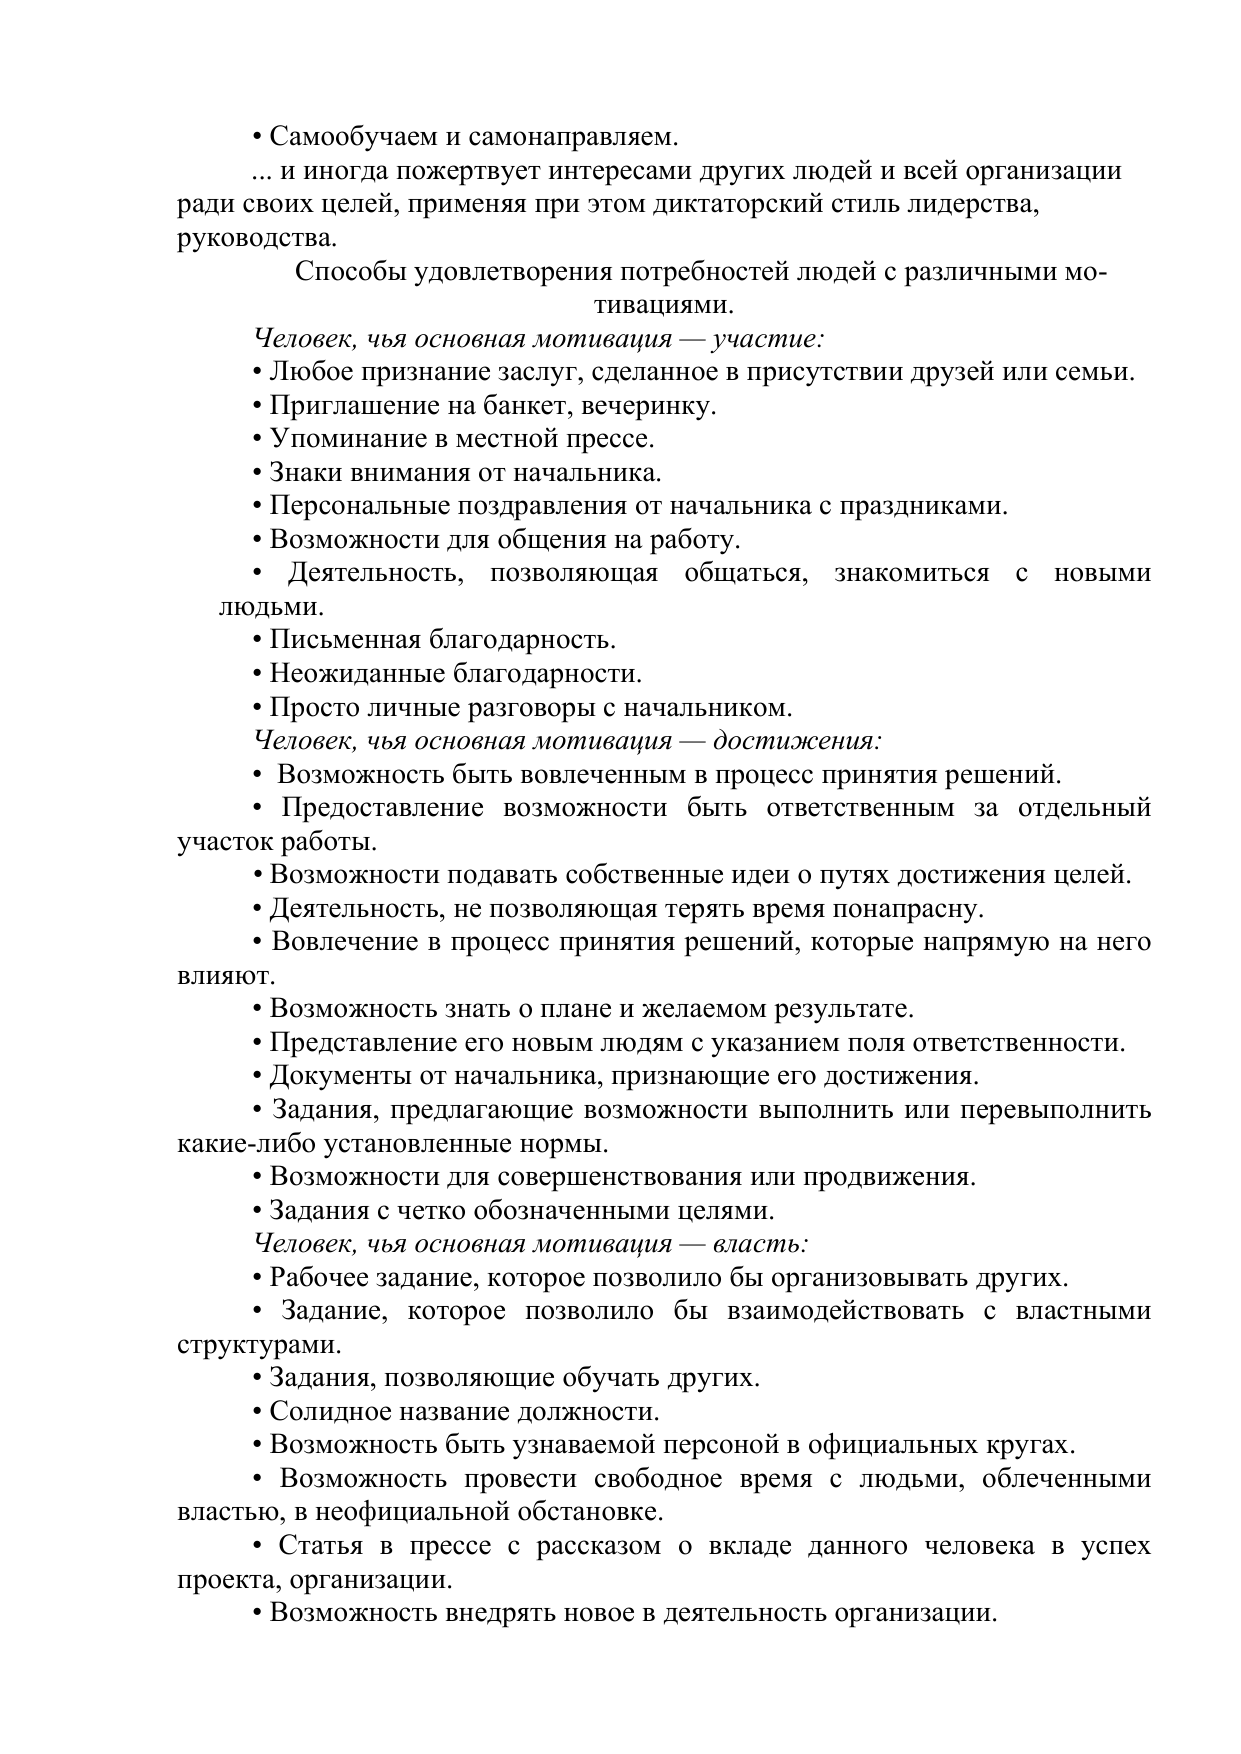 • Самообучаем и самонаправляем.
... и иногда пожертвует интересами других людей и всей организации
ради своих целей, применяя при этом диктаторский стиль лидерства,
руководства.
Способы удовлетворения потребностей людей с различными мо-
тивациями.
Человек, чья основная мотивация — участие:
• Любое признание заслуг, сделанное в присутствии друзей или семьи.
• Приглашение на банкет, вечеринку.
• Упоминание в местной прессе.
• Знаки внимания от начальника.
• Персональные поздравления от начальника с праздниками.
• Возможности для общения на работу.
• Деятельность, позволяющая общаться, знакомиться с новыми
людьми.
• Письменная благодарность.
• Неожиданные благодарности.
• Просто личные разговоры с начальником.
Человек, чья основная мотивация — достижения:
• Возможность быть вовлеченным в процесс принятия решений.
• Предоставление возможности быть ответственным за отдельный
участок работы.
• Возможности подавать собственные идеи о путях достижения целей.
• Деятельность, не позволяющая терять время понапрасну.
• Вовлечение в процесс принятия решений, которые напрямую на него
влияют.
• Возможность знать о плане и желаемом результате.
• Представление его новым людям с указанием поля ответственности.
• Документы от начальника, признающие его достижения.
• Задания, предлагающие возможности выполнить или перевыполнить
какие-либо установленные нормы.
• Возможности для совершенствования или продвижения.
• Задания с четко обозначенными целями.
Человек, чья основная мотивация — власть:
• Рабочее задание, которое позволило бы организовывать других.
• Задание, которое позволило бы взаимодействовать с властными
структурами.
• Задания, позволяющие обучать других.
• Солидное название должности.
• Возможность быть узнаваемой персоной в официальных кругах.
• Возможность провести свободное время с людьми, облеченными
властью, в неофициальной обстановке.
• Статья в прессе с рассказом о вкладе данного человека в успех
проекта, организации.
• Возможность внедрять новое в деятельность организации.